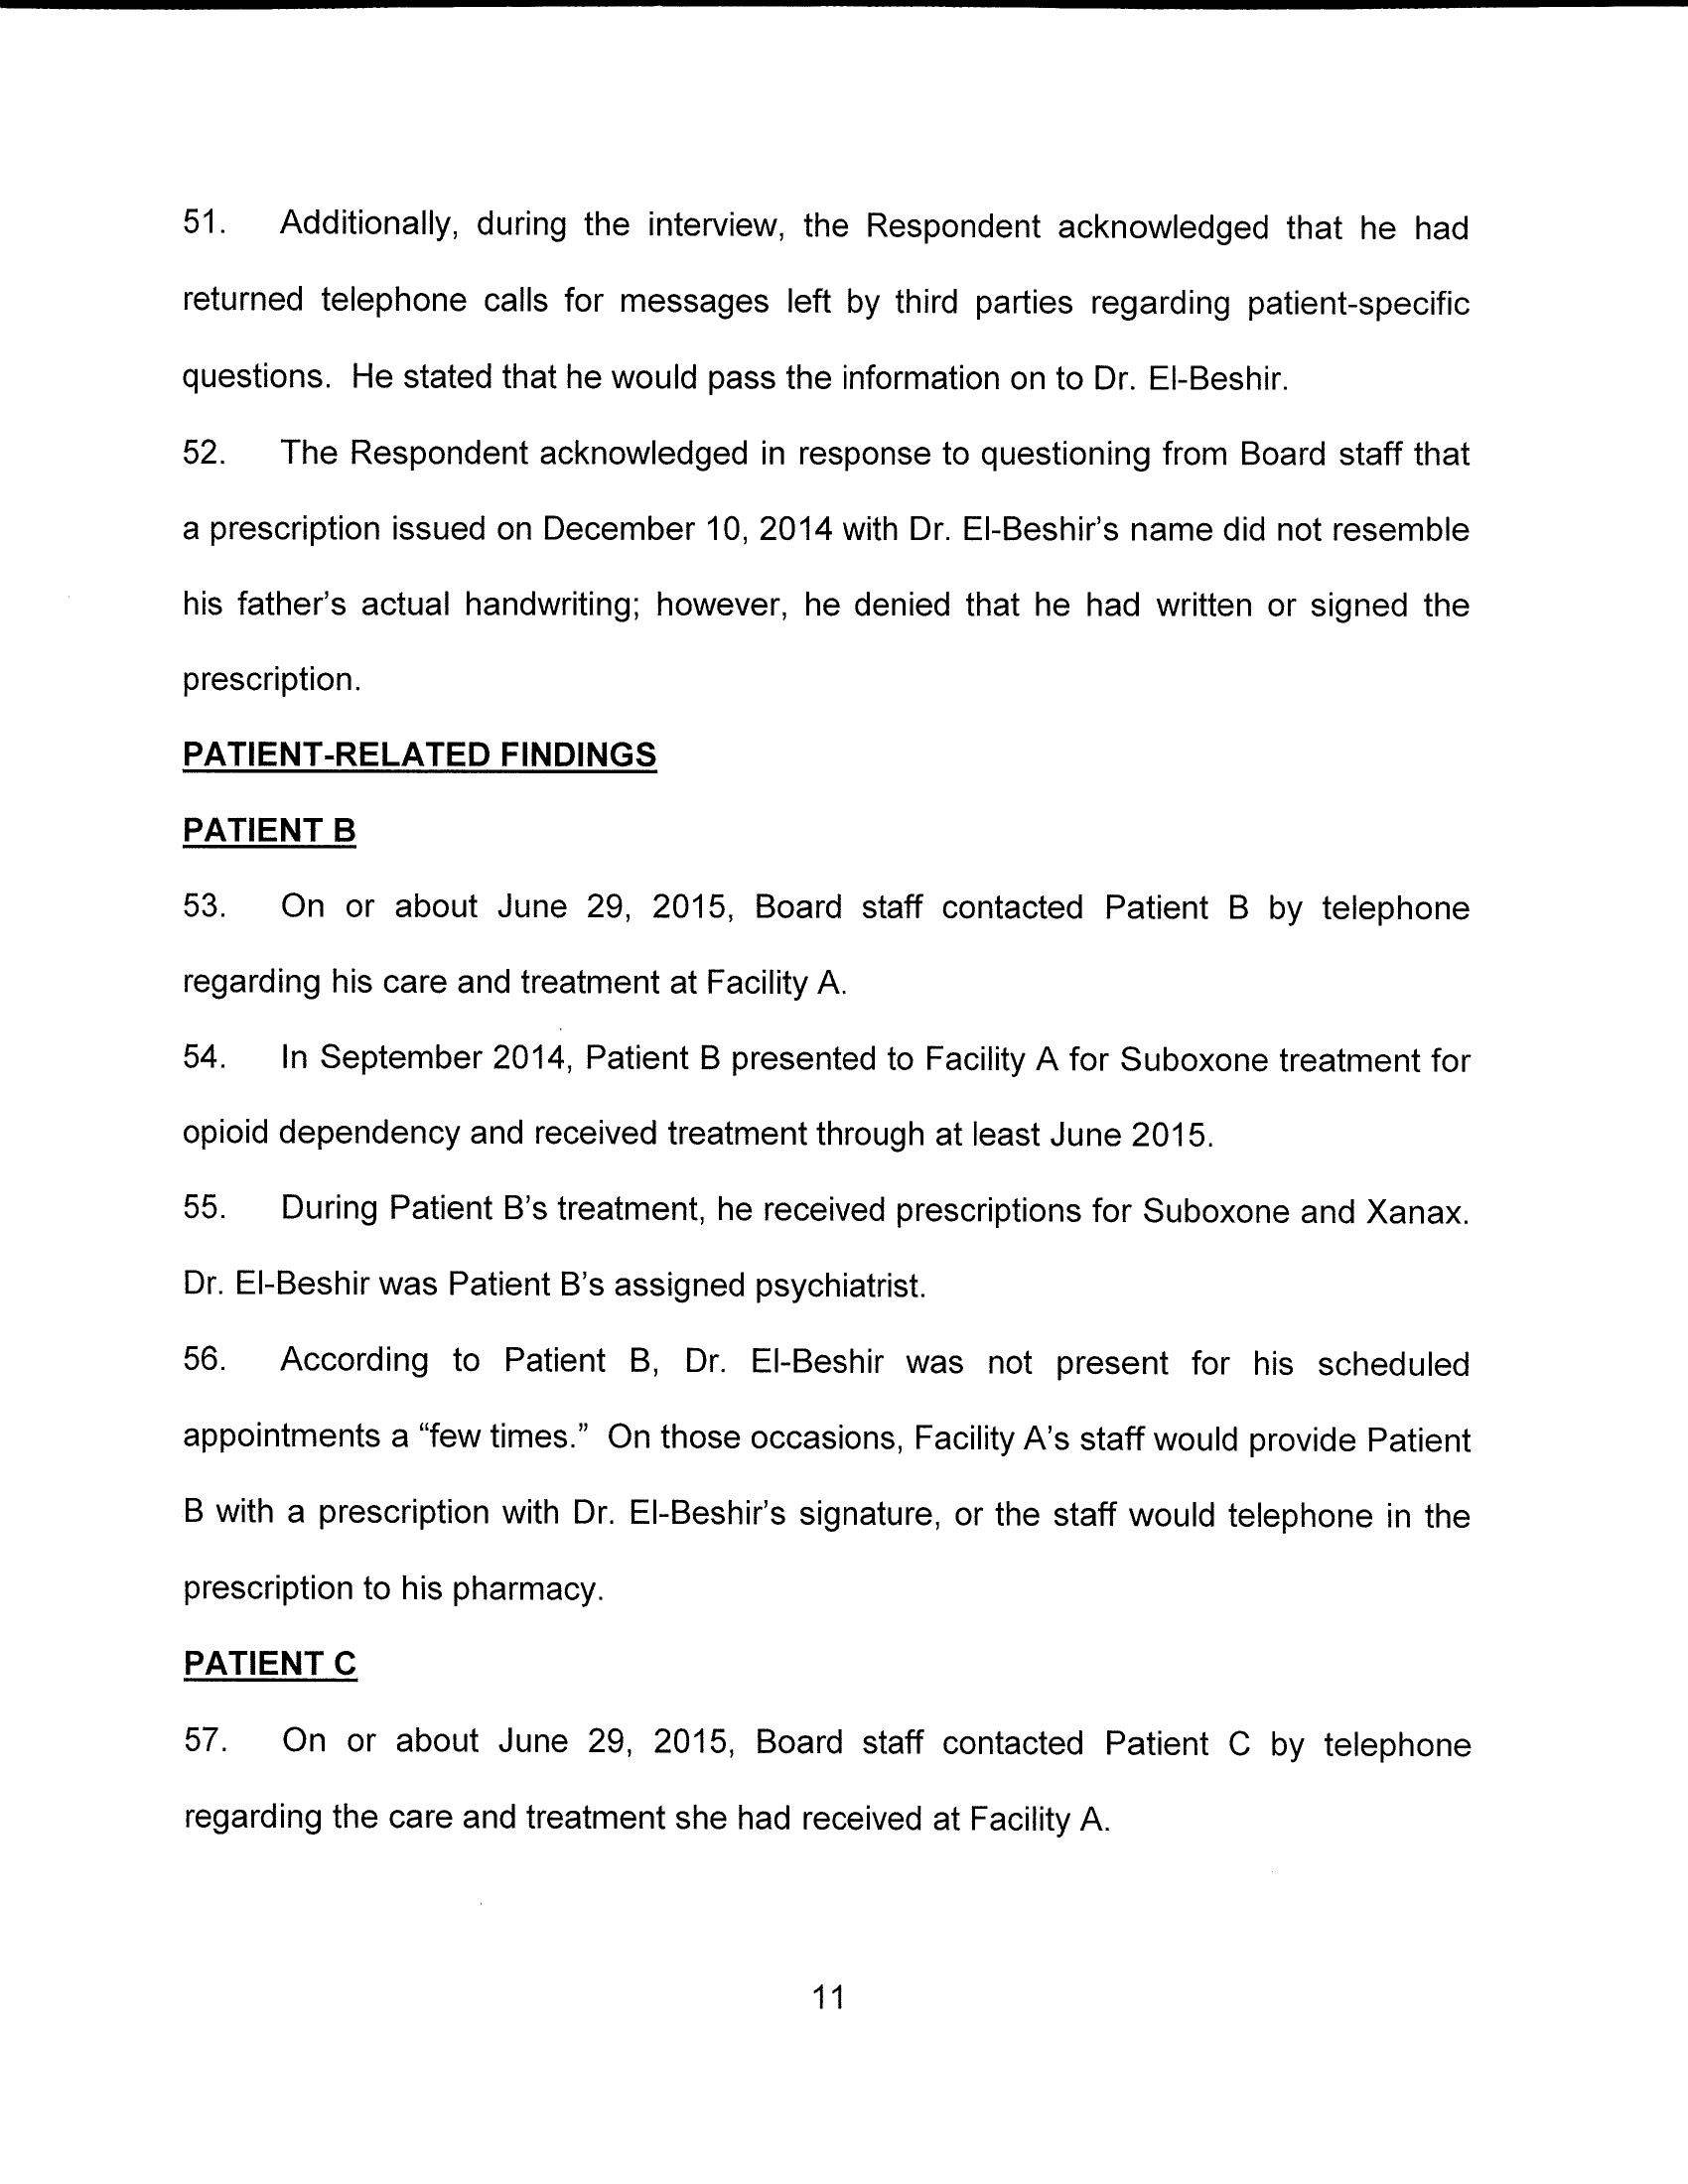 51. Additionally, during the interview, the Respondent acknowledged that he had
returned telephone calls for messages left by third parties regarding patient-specific
questions. He stated that he would pass the information on to Dr. El-Beshir.
52. The Respondent acknowledged in response to questioning from Board staff that
a prescription issued on December 10, 2014 with Dr. El-Beshir’s name did not resemble
his father’s actual handwriting; however, he denied that he had written or signed the
prescription.
PATIENT-RELATED FINDINGS
PATIENT B
53. On or about June 29, 2015, Board staff contacted Patient B by telephone
regarding his care and treatment at Facility A.
54. In September 2014, Patient B presented to Facility A for Suboxone treatment for
opioid dependency and received treatment through at least June 2015.
55. During Patient B’s treatment, he received prescriptions for Suboxone and Xanax.
Dr. El-Beshir was Patient B’s assigned psychiatrist.
56. According to Patient B, Dr. El-Beshir was not present for his scheduled
appointments a “few times.” On those occasions, Facility A’s staff would provide Patient
B with a prescription with Dr. El-Beshir’s signature, or the staff would telephone in the
prescription to his pharmacy.
PATIENT C
57. On or about June 29, 2015, Board staff contacted Patient C by telephone
regarding the care and treatment she had received at Facility A.
11